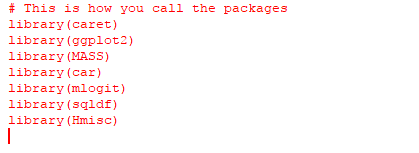 # This is how you call the packages
library(caret)
library(ggplot2)
library(MASS)
library(car)
library(mlogit)
library(sqldf)
library(Hmisc)